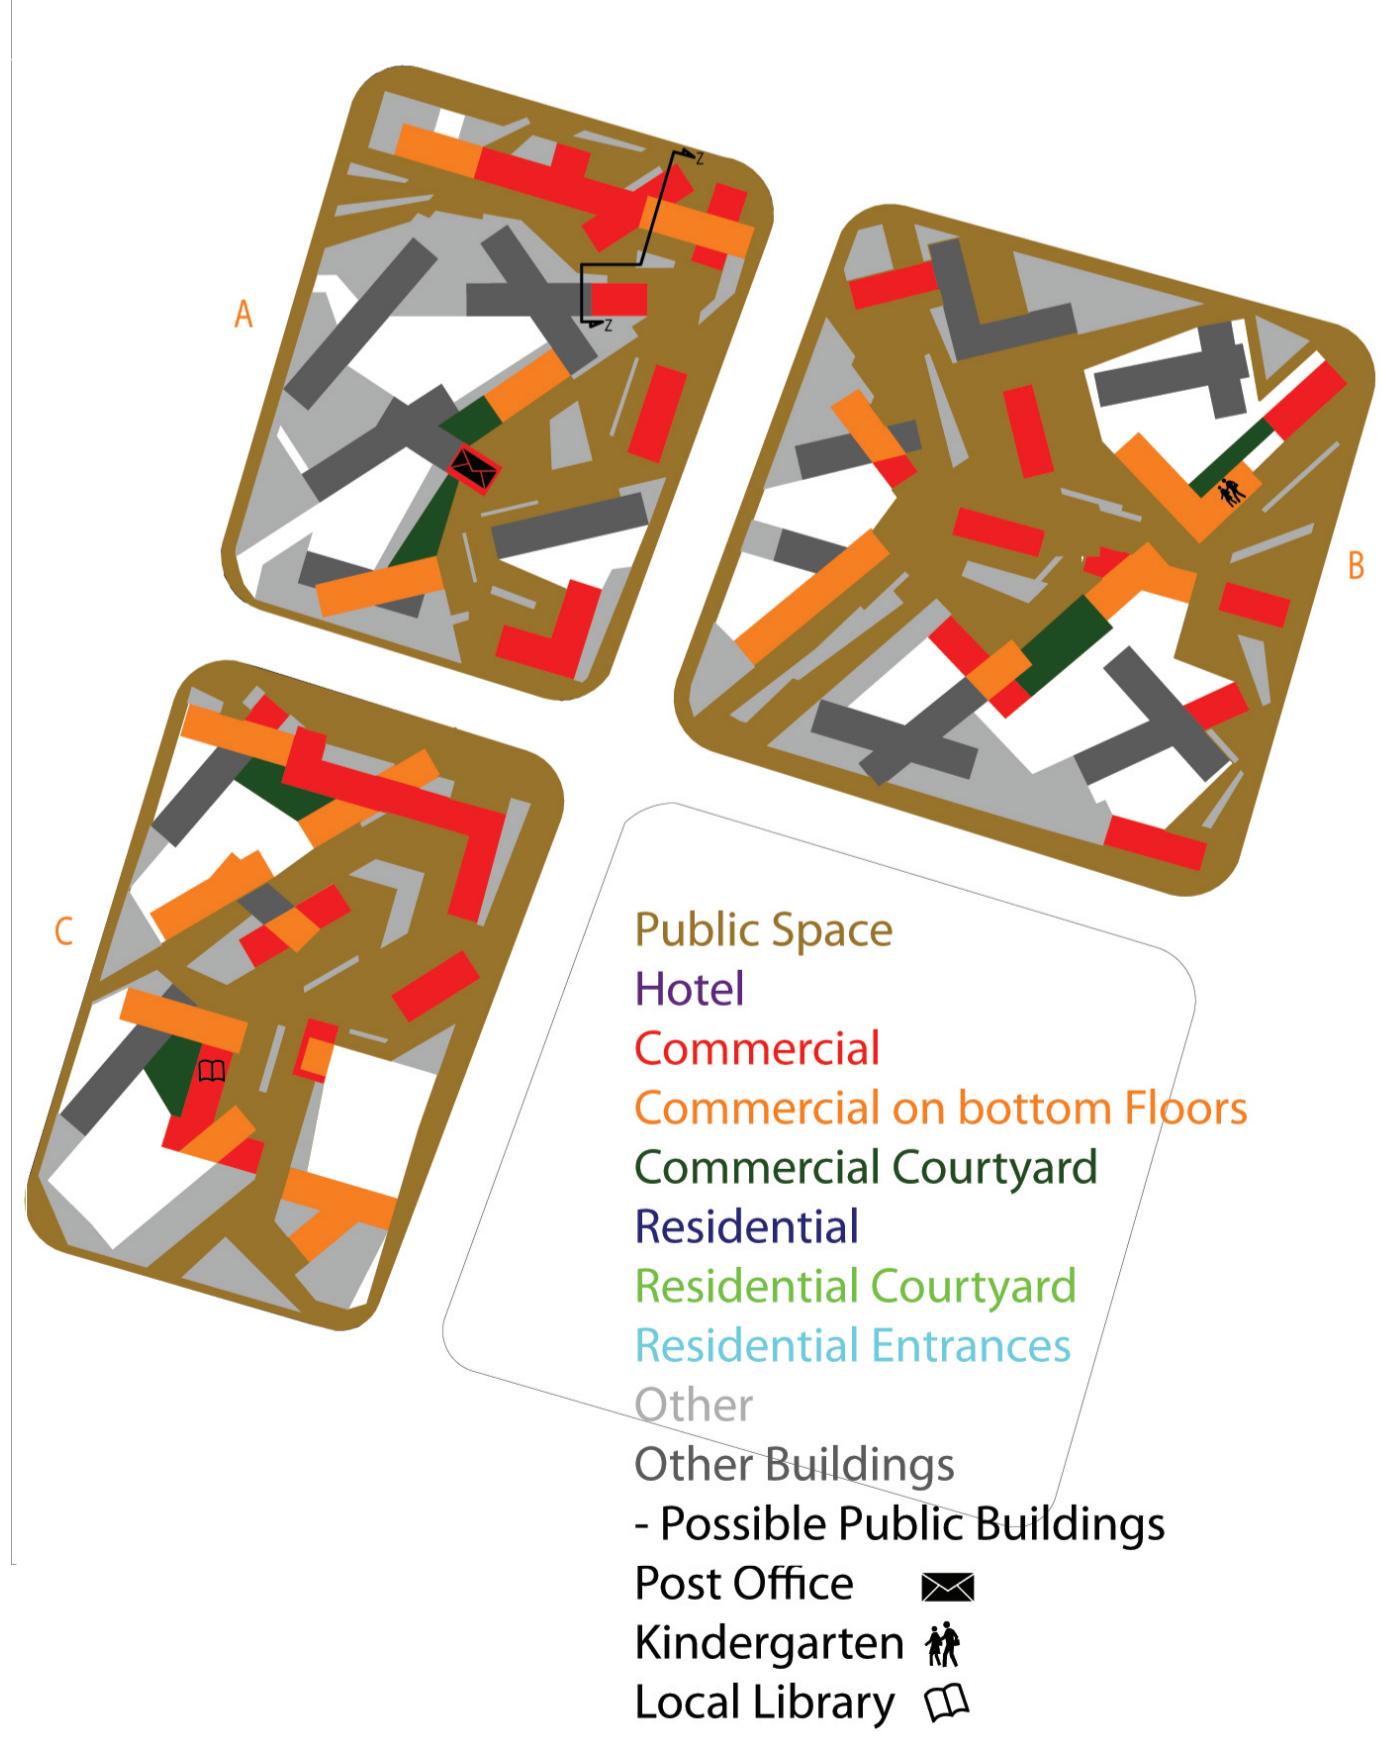 Z
A
Z
B
C
Public Space
Hotel
Commercial
Commercial on bottom Floors
Commercial Courtyard
Residential
Residential Courtyard
Residential Entrances
Other
Other Buildings
- Possible Public Buildings
Post Office
Kindergarten
Local Library